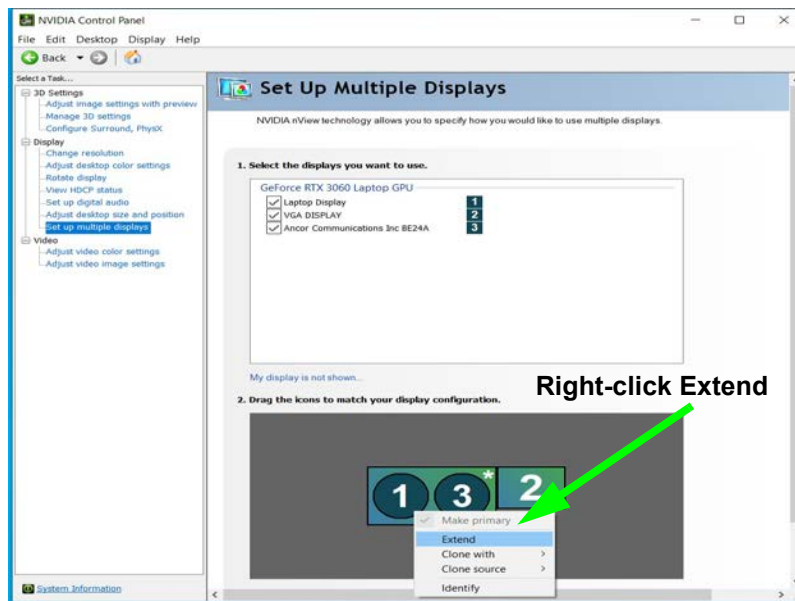 NVIDIA Control Panel
File Edit Desktop Display Help
Back
Select a Task...
3D Settings
Adjust image settings with preview
Manage 3D settings
Configure Surround, PhysX
Display
Change resolution
Adjust desktop color settings
Rotate display
View HDCP status
Set up digital audio
Adjust desktop size and position
Set up multiple displays
Video
Adjust video color settings
Adjust video image settings
System Information
Set Up Multiple Displays
NVIDIA nView technology allows you to specify how you would like to use multiple displays.
1. Select the displays you want to use.
GeForce RTX 3060 Laptop GPU
Laptop Display 1
VGA DISPLAY 2
Ancor Communications Inc BE24A 3
My display is not shown...
Right-click Extend
2. Drag the icons to match your display configuration.
1 3 * 2
Make primary
Extend
Clone with
Clone source
Identify